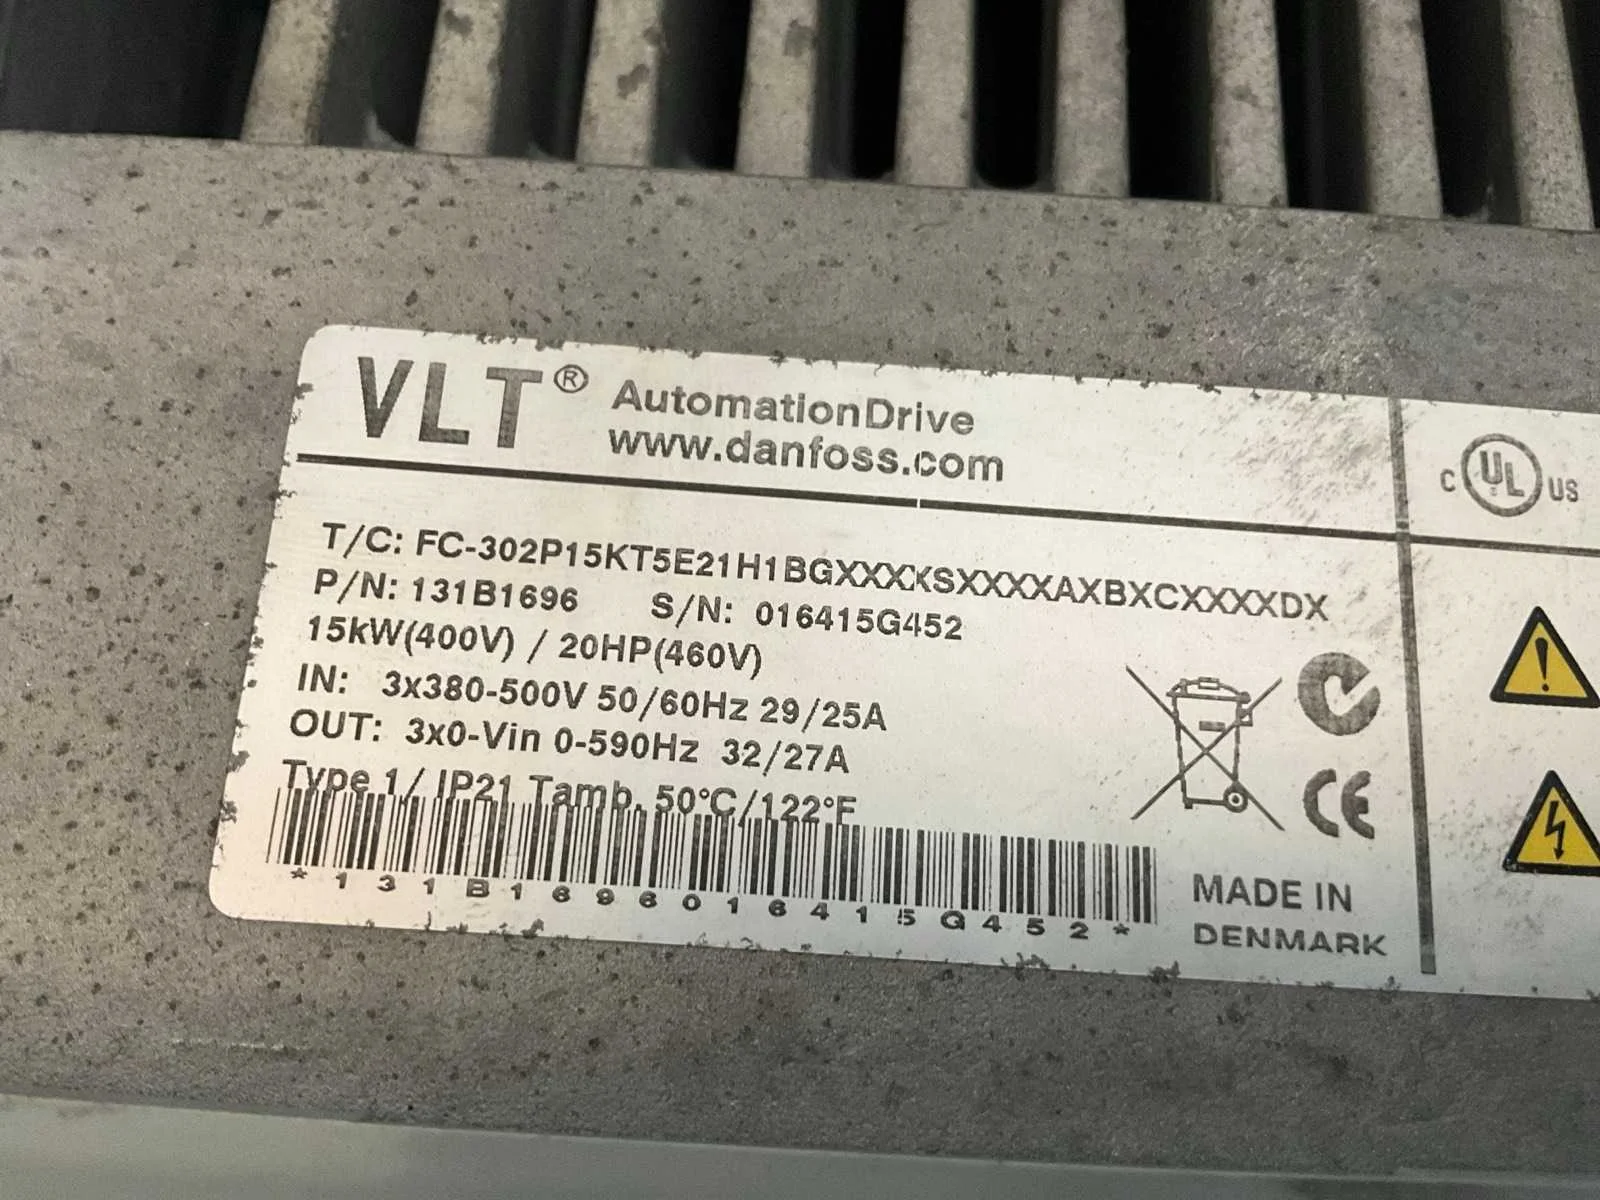 VLT® AutomationDrive
www.danfoss.com
T/C: FC-302P15KT5E21H1BGXXXXSXXXXAXBXCXXXXDX
P/N: 131B1696 S/N: 016415G452
15kW(400V) / 20HP(460V)
IN: 3x380-500V 50/60Hz 29/25A
OUT: 3x0-Vin 0-590Hz 32/27A
Type 1/ IP21 Tamb. 50°C/122°F
*131B1696016415G452*
MADE IN
DENMARK
C UL US
CE